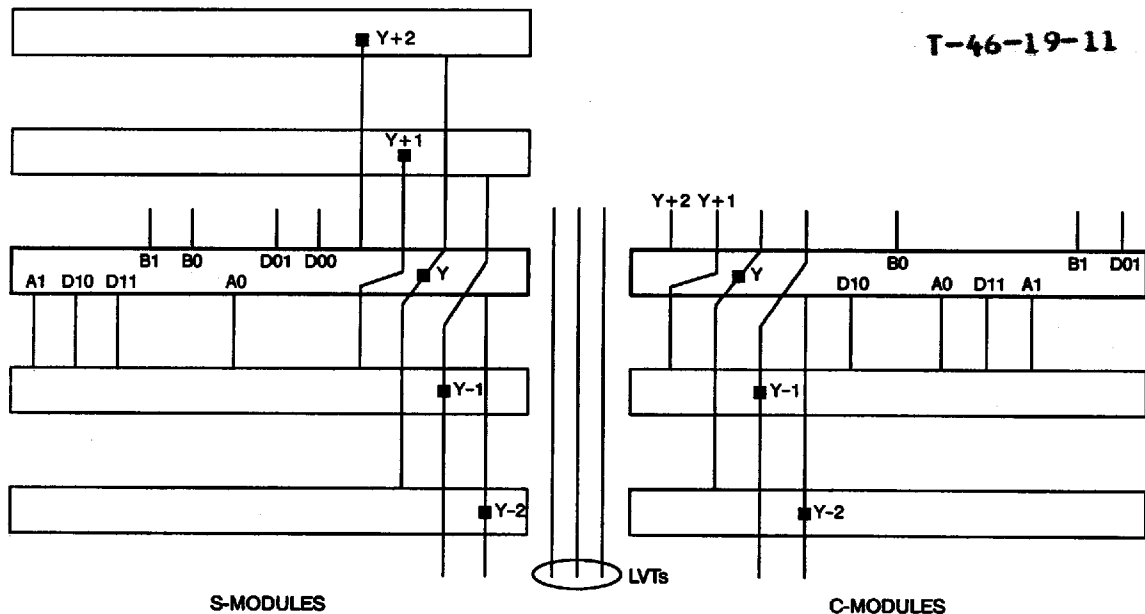 T-46-19-11
Y+2
Y+1
Y+2 Y+1
B1 B0 D01 D00
B0 B1 D01
Y
Y
A1 D10 D11 A0
D10 A0 D11 A1
Y-1
Y-1
Y-2
Y-2
LVTs
S-MODULES
C-MODULES